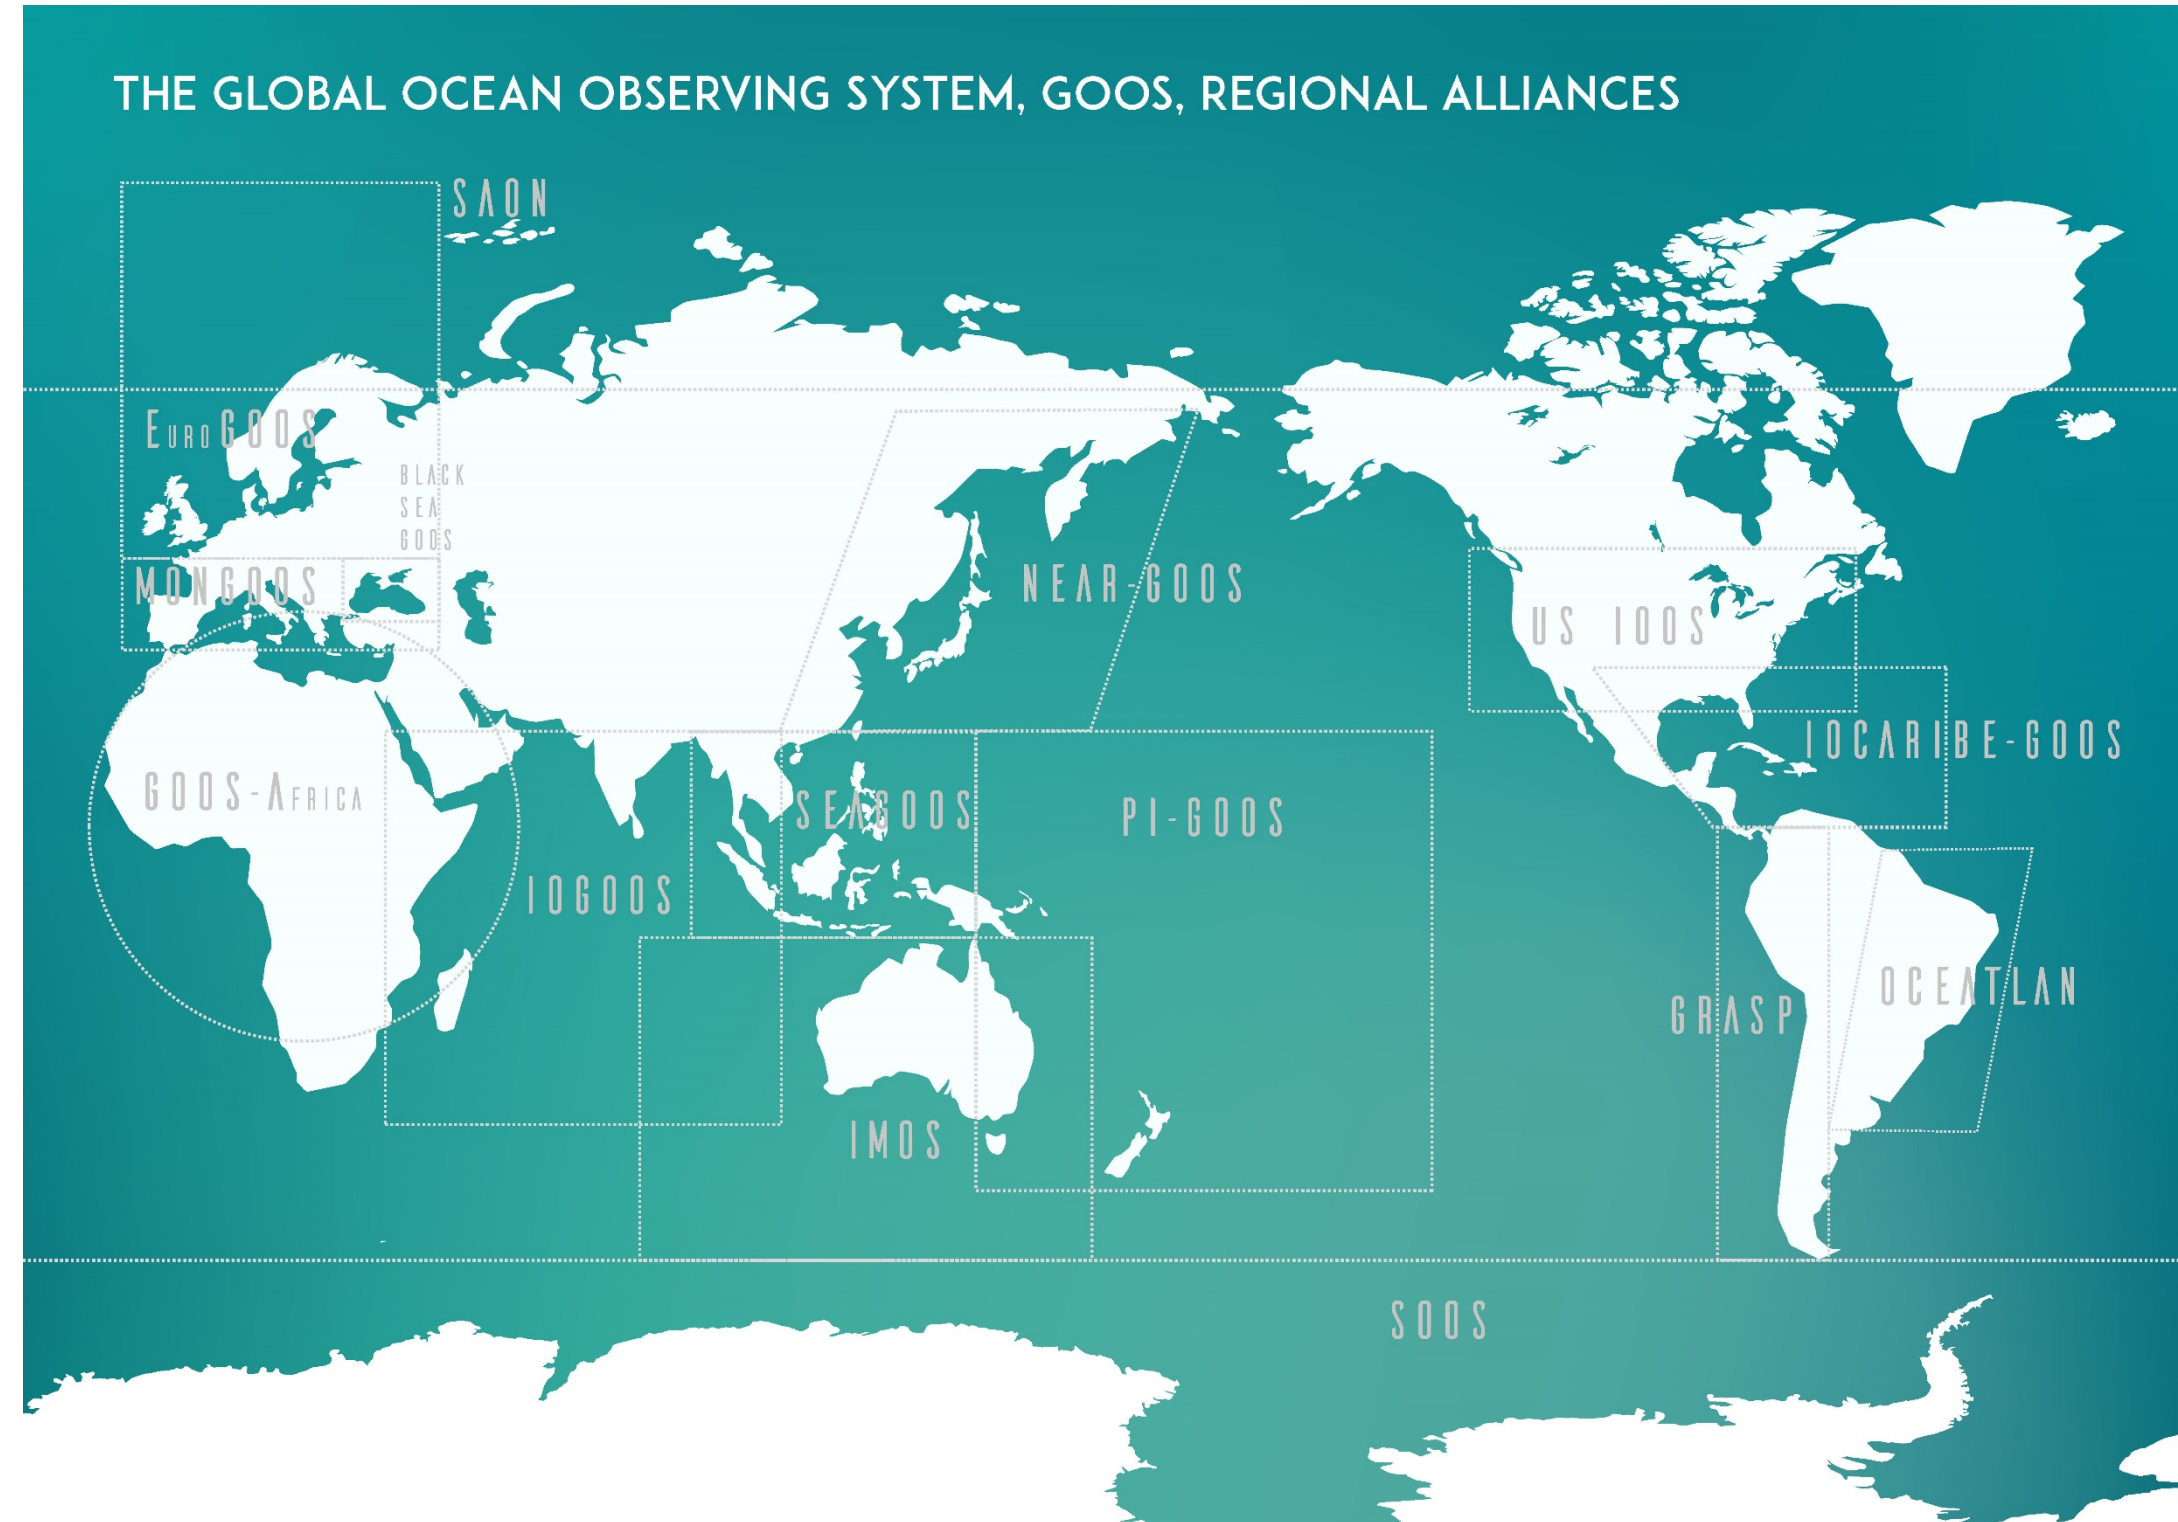 THE GLOBAL OCEAN OBSERVING SYSTEM, GOOS, REGIONAL ALLIANCES
SAON
EuroGOOS
BLACK
SEA
GOOS
MONGOOS
NEAR-GOOS
US IOOS
IOCARIBE-GOOS
GOOS-Africa
SEAGOOS
PI-GOOS
IOGOOS
OCEATLAN
GRASP
IMOS
SOOS